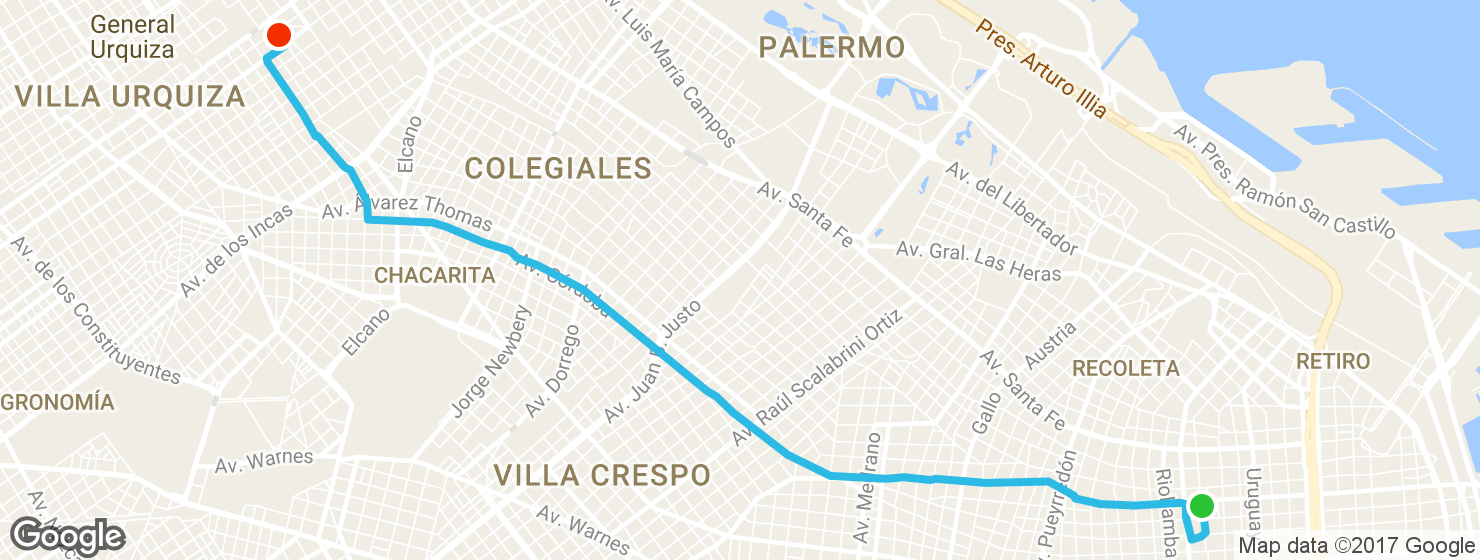 General
Urquiza
VILLA URQUIZA
Av. Luis María Campos
PALERMO
Pres. Arturo Illia
Elcano
COLEGIALES
Av. Pres. Ramón San Castillo
Av. Santa Fe
Av. del Libertador
Av. Alvarez Thomas
Av. de los Incas
Av. Gral. Las Heras
Av. de los Constituyentes
CHACARITA
Av. Córdoba
Elcano
Jorge Newbery
Av. Dorrego
Av. Juan B. Justo
Av. Raúl Scalabrini Ortiz
Austria
Gallo
Av. Santa Fe
RECOLETA
RETIRO
GRONOMÍA
Av. Warnes
VILLA CRESPO
Av. Medrano
Av. Pueyrredón
Riobamba
Urugua
Av. Warnes
Google
Map data ©2017 Google